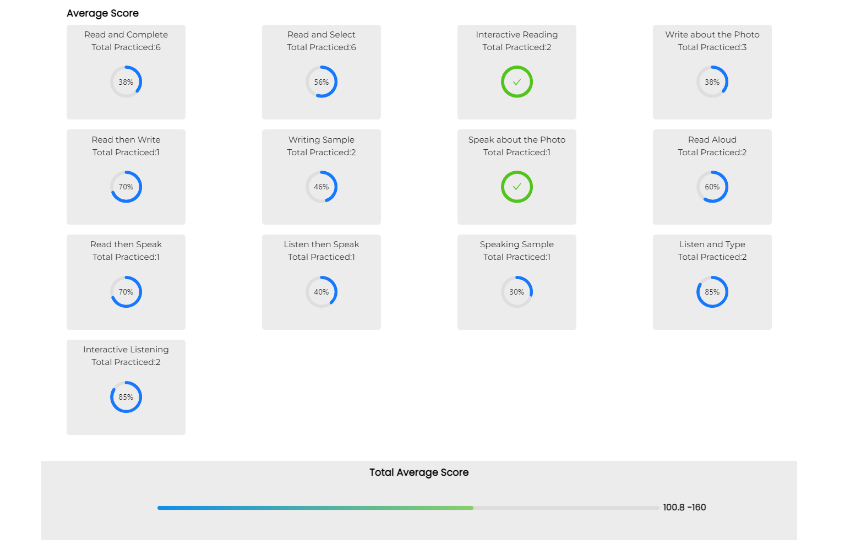 Average Score
Read and Complete
Total Practiced:6
38%
Read and Select
Total Practiced:6
56%
Interactive Reading
Total Practiced:2
Write about the Photo
Total Practiced:3
38%
Read then Write
Total Practiced:1
70%
Writing Sample
Total Practiced:2
46%
Speak about the Photo
Total Practiced:1
Read Aloud
Total Practiced:2
60%
Read then Speak
Total Practiced:1
70%
Listen then Speak
Total Practiced:1
40%
Speaking Sample
Total Practiced:1
30%
Listen and Type
Total Practiced:2
85%
Interactive Listening
Total Practiced:2
85%
Total Average Score
100.8 -160